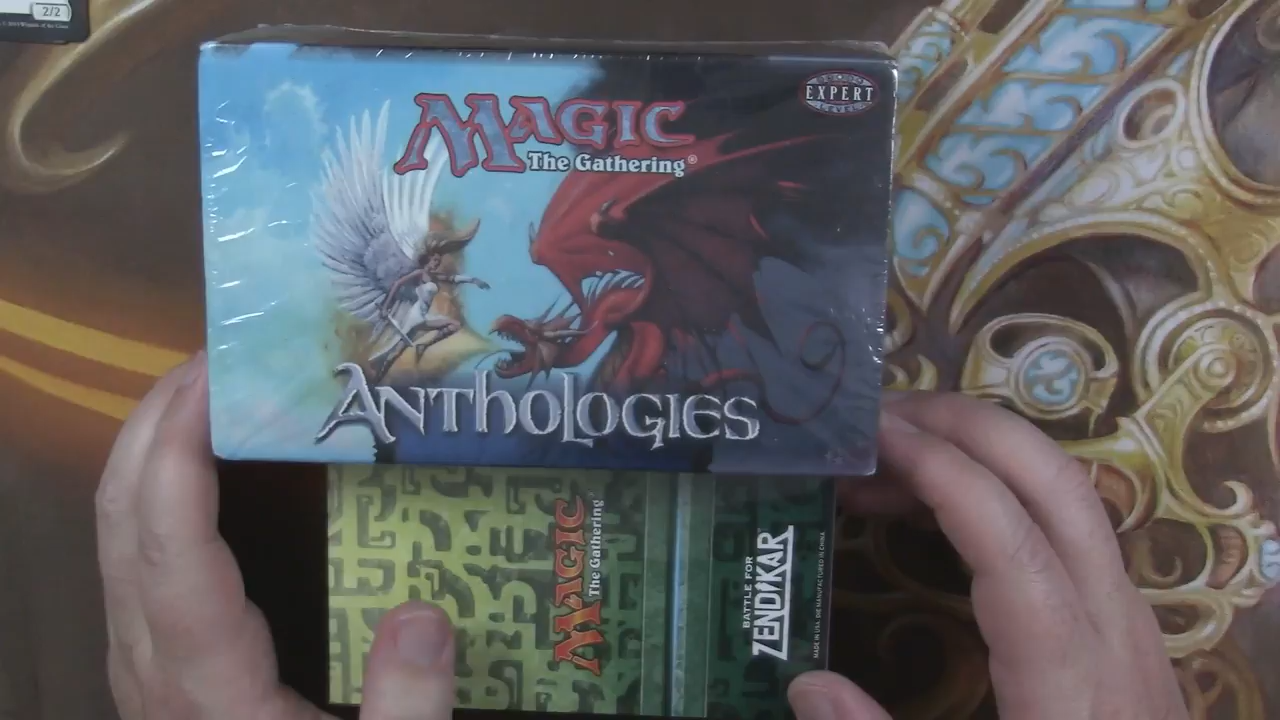 2/2
EXPERT
LEVEL
MAGIC
The Gathering®
ANTHOLOGIES
MAGIC
The Gathering®
BATTLE FOR
ZENDIKAR
MADE IN USA. DIE MANUFACTURED IN CHINA